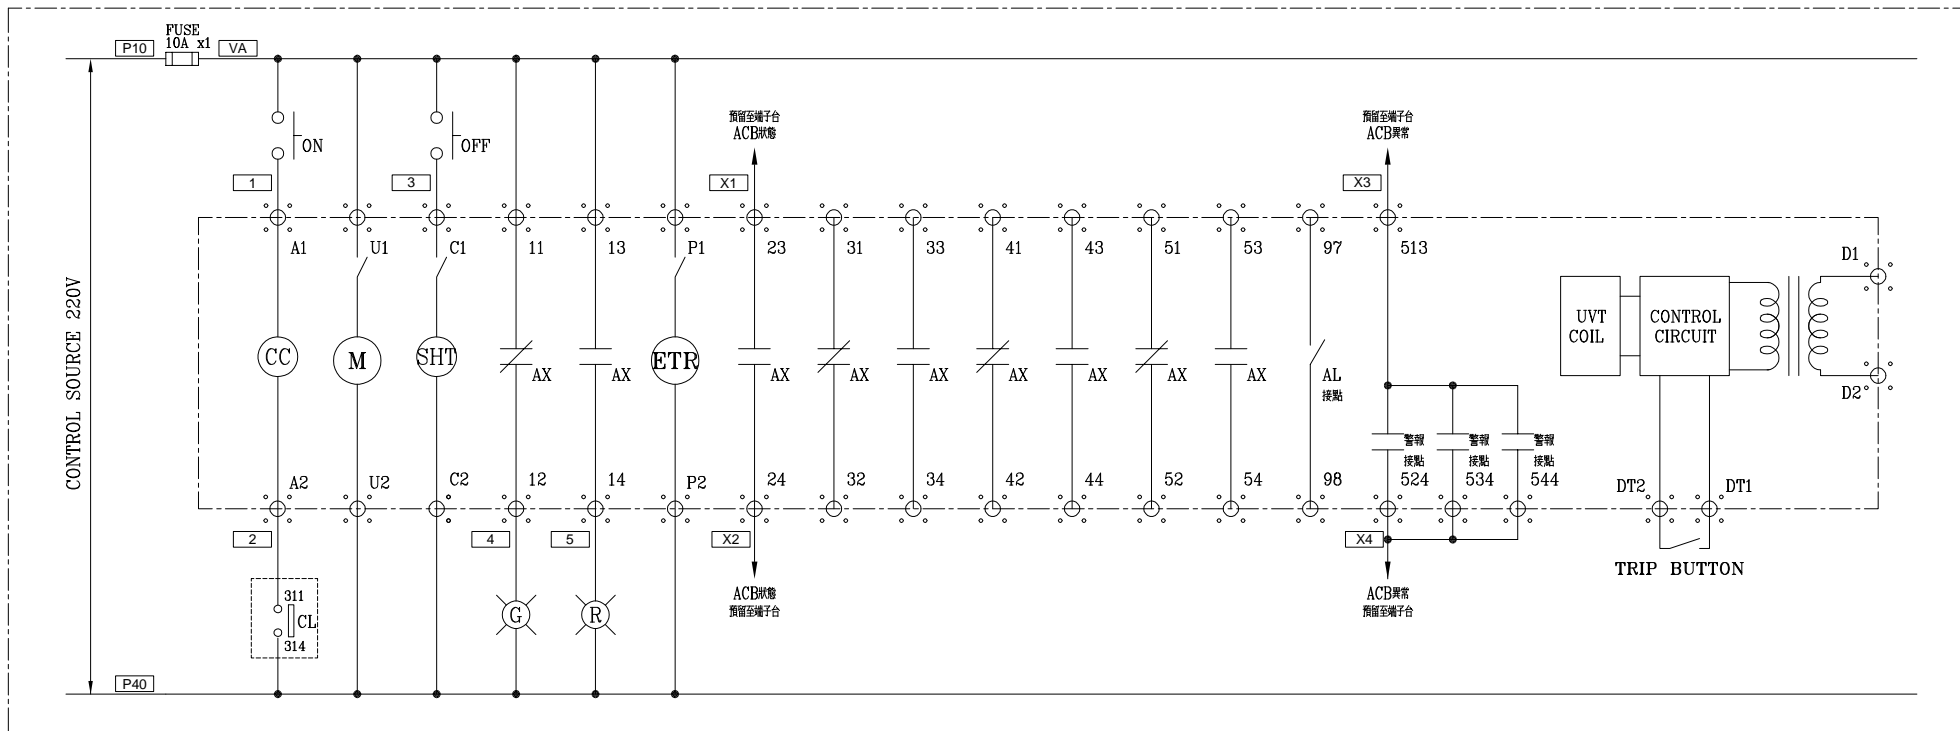 FUSE
10A x1
P10
VA
CONTROL SOURCE 220V
ON
OFF
預留至端子台
ACB狀態
預留至端子台
ACB異常
1
3
X1
X3
A1
U1
C1
11
13
P1
23
31
33
41
43
51
53
97
513
D1
CC
M
SHT
AX
AX
ETR
AX
AX
AX
AX
AX
AX
AX
AL
接點
UVT
COIL
CONTROL
CIRCUIT
D2
警報
接點
警報
接點
警報
接點
A2
U2
C2
12
14
P2
24
32
34
42
44
52
54
98
524
534
544
DT2
DT1
2
4
5
X2
X4
TRIP BUTTON
ACB狀態
預留至端子台
ACB異常
預留至端子台
311
CL
314
G
R
P40